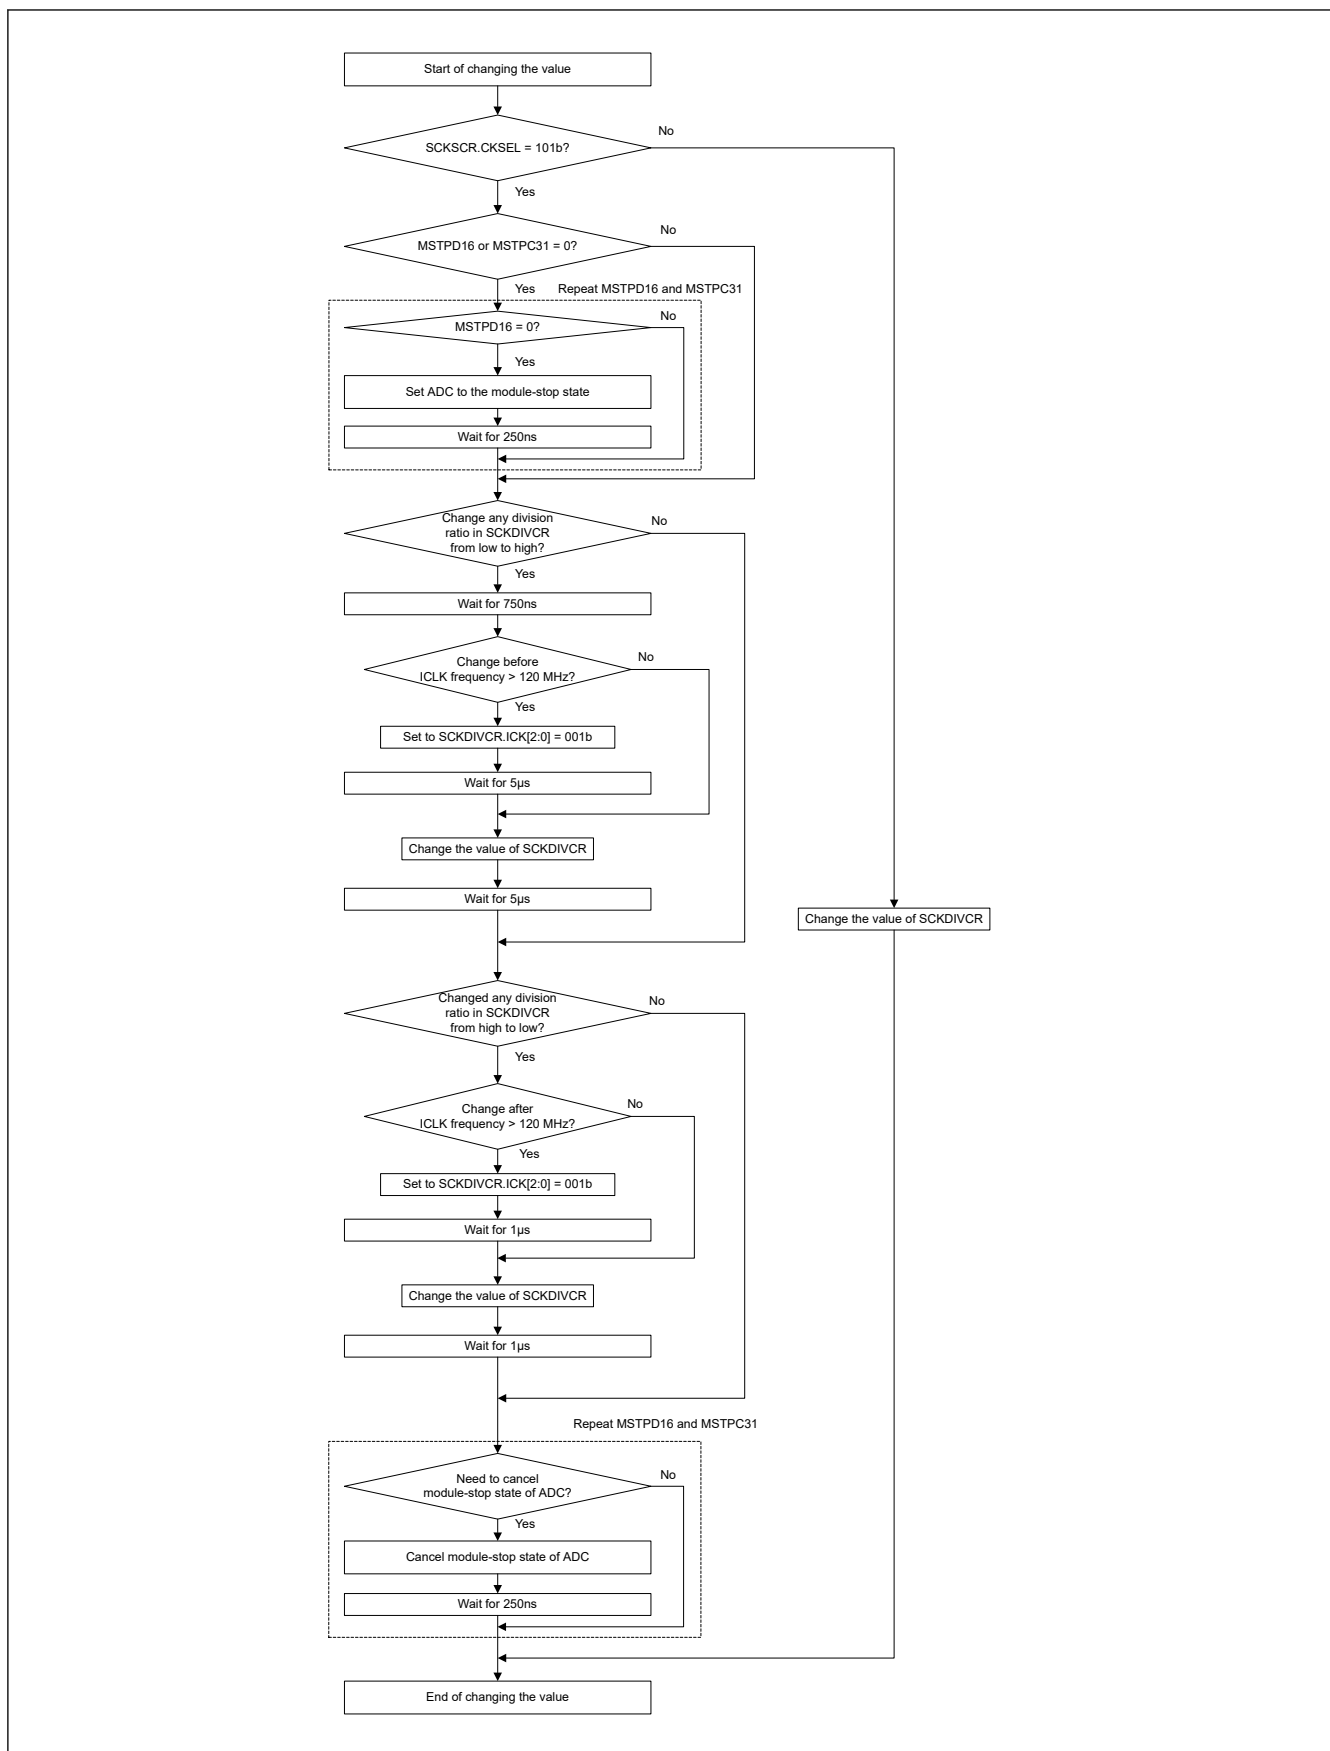 Start of changing the value
No
SCKSCR.CKSEL = 101b?
Yes
No
MSTPD16 or MSTPC31 = 0?
Yes
Repeat MSTPD16 and MSTPC31
No
MSTPD16 = 0?
Yes
Set ADC to the module-stop state
Wait for 250ns
Change any division
No
ratio in SCKDIVCR
from low to high?
Yes
Wait for 750ns
No
Change before
ICLK frequency > 120 MHz?
Yes
Set to SCKDIVCR.ICK[2:0] = 001b
Wait for 5µs
Change the value of SCKDIVCR
Wait for 5µs
Change the value of SCKDIVCR
Changed any division
No
ratio in SCKDIVCR
from high to low?
Yes
No
Change after
ICLK frequency > 120 MHz?
Yes
Set to SCKDIVCR.ICK[2:0] = 001b
Wait for 1µs
Change the value of SCKDIVCR
Wait for 1µs
Repeat MSTPD16 and MSTPC31
No
Need to cancel
module-stop state of ADC?
Yes
Cancel module-stop state of ADC
Wait for 250ns
End of changing the value